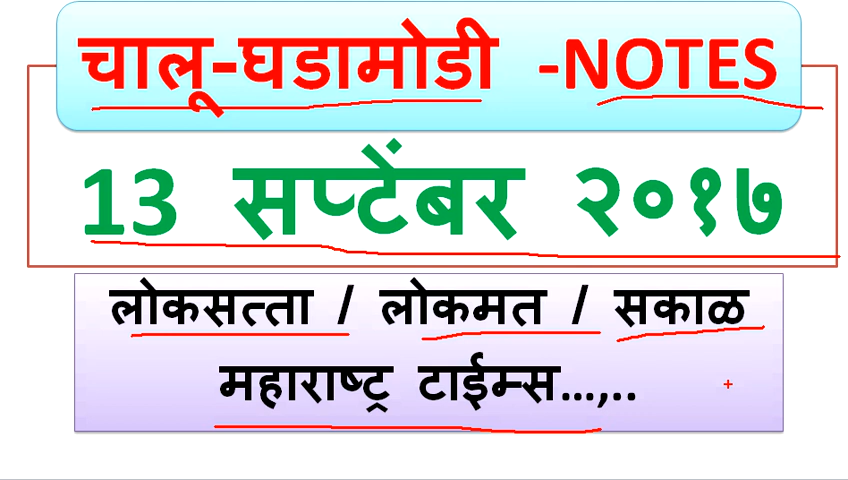 चालू-घडामोडी -NOTES
13 सप्टेंबर २०१७
लोकसत्ता / लोकमत / सकाळ
महाराष्ट्र टाईम्स...,..